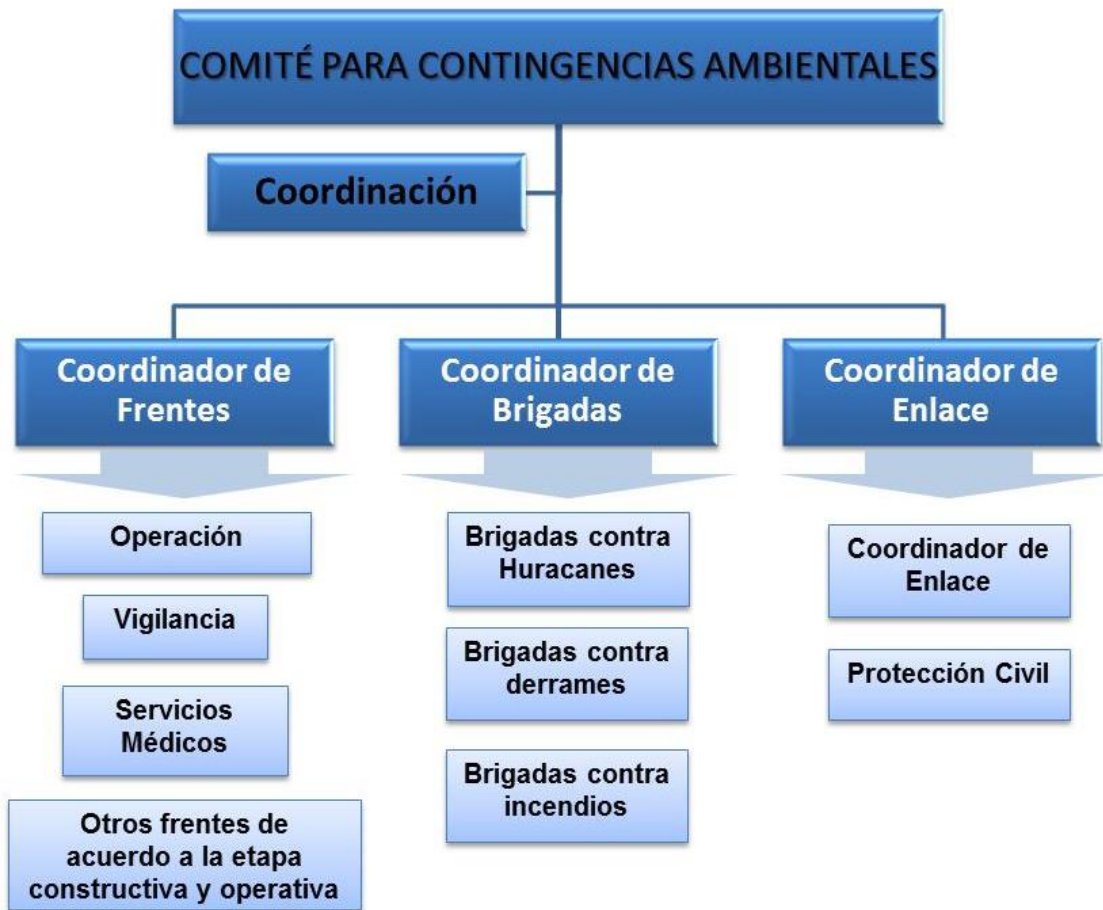 COMITÉ PARA CONTINGENCIAS AMBIENTALES
Coordinación
Coordinador de
Frentes
Operación
Vigilancia
Servicios
Médicos
Otros frentes de
acuerdo a la etapa
constructiva y operativa
Coordinador de
Brigadas
Brigadas contra
Huracanes
Brigadas contra
derrames
Brigadas contra
incendios
Coordinador de
Enlace
Coordinador de
Enlace
Protección Civil